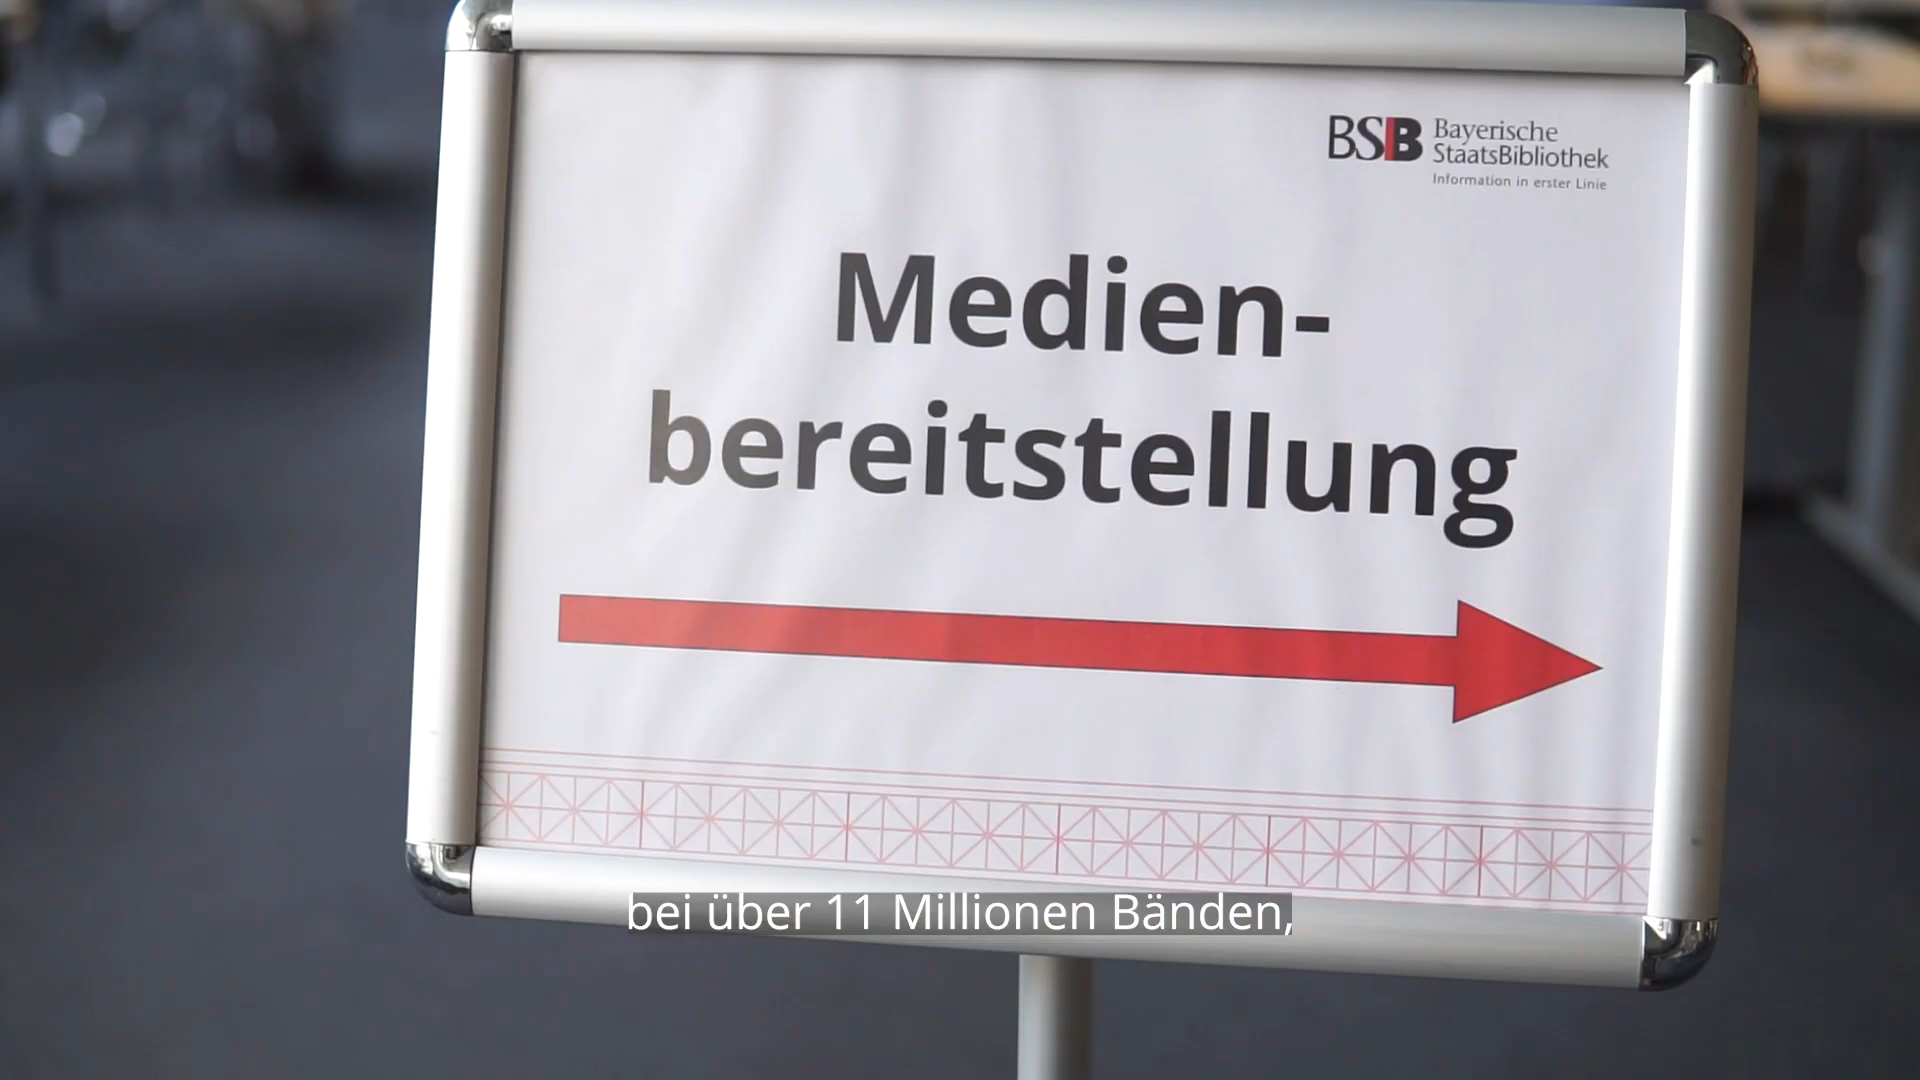 BSB Bayerische
StaatsBibliothek
Information in erster Linie
Medien-
bereitstellung
bei über 11 Millionen Bänden,